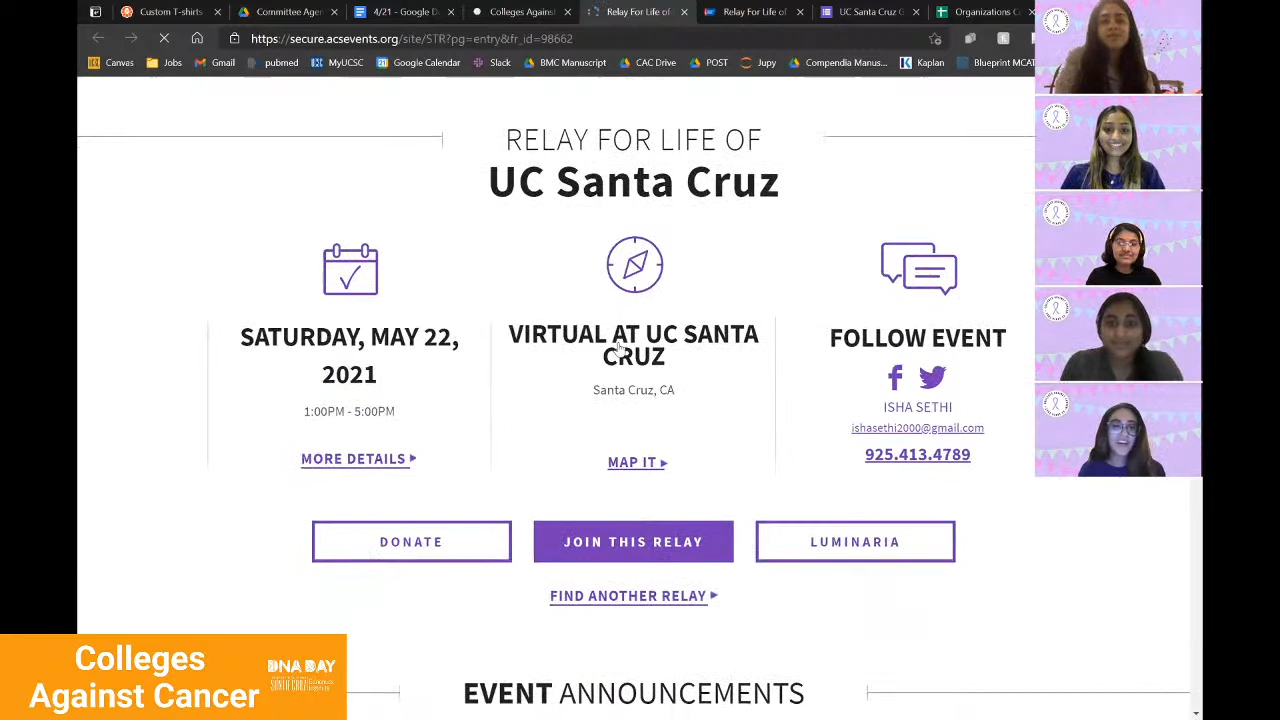 Custom T-shirts
Committee Agen
4/21 - Google D
Colleges Against
Relay For Life of
Relay For Life of
UC Santa Cruz G
Organizations C
https://secure.acsevents.org/site/STR?pg=entry&fr_id=98662
Canvas
Jobs
Gmail
pubmed
MyUCSC
Google Calendar
Slack
BMC Manuscript
CAC Drive
POST
Jupy
Compendia Manus...
Kaplan
Blueprint MCAT
RELAY FOR LIFE OF
UC Santa Cruz
SATURDAY, MAY 22,
2021
1:00PM - 5:00PM
MORE DETAILS
VIRTUAL AT UC SANTA
CRUZ
Santa Cruz, CA
MAP IT
FOLLOW EVENT
ISHA SETHI
ishasethi2000@gmail.com
925.413.4789
DONATE
JOIN THIS RELAY
LUMINARIA
FIND ANOTHER RELAY
EVENT ANNOUNCEMENTS
Colleges
Against Cancer
DNA DAY